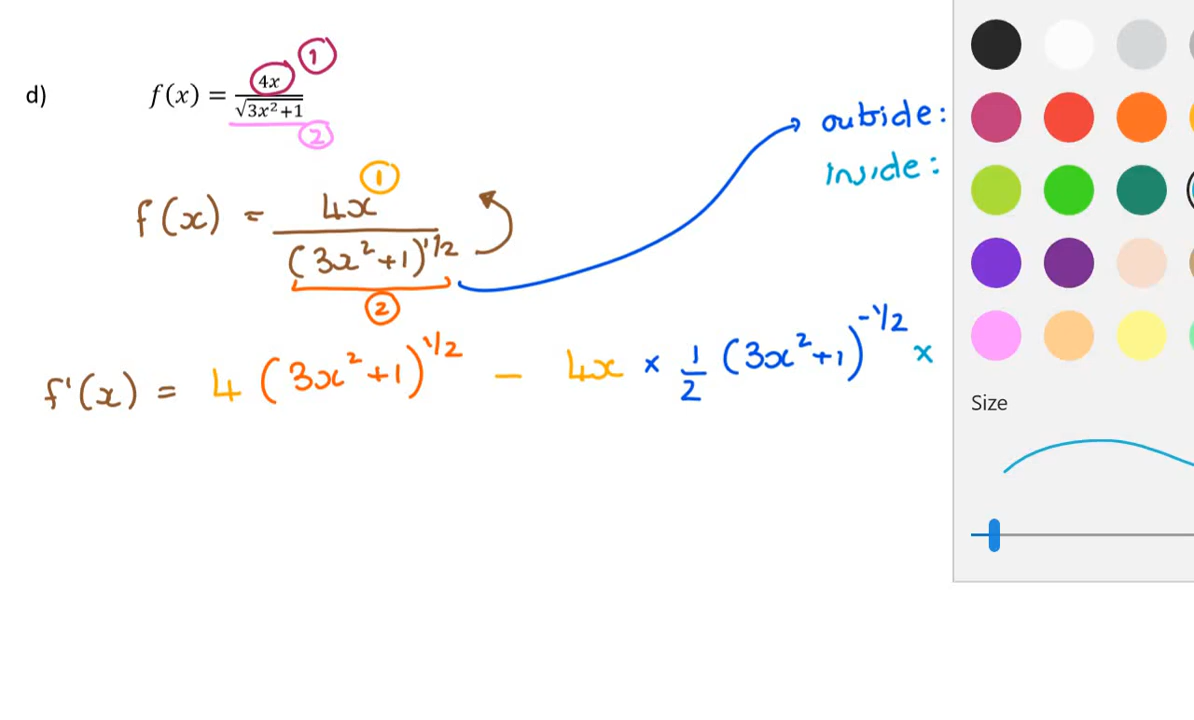 d) f(x) = 4x/√3x²+1
①
②
outside:
inside:
f(x) = 4x/(3x²+1)^1/2
①
②
f'(x) = 4(3x²+1)^1/2 − 4x × 1/2 (3x²+1)^-1/2 ×
Size